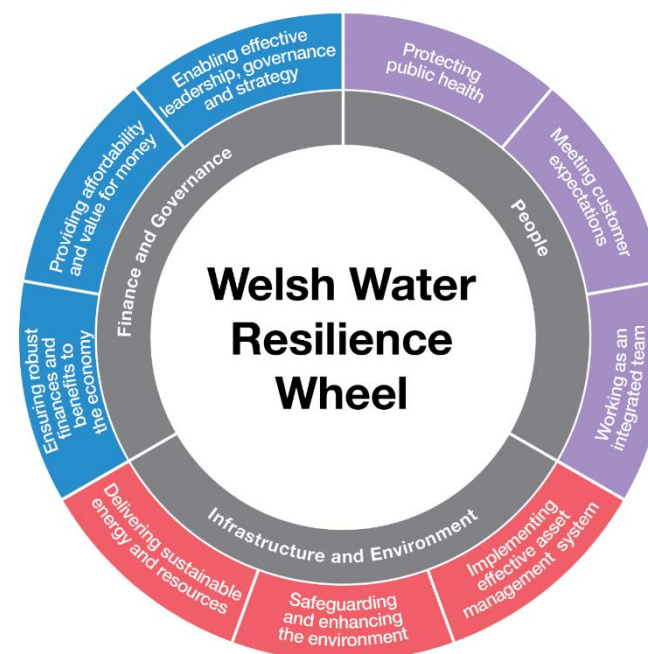 Welsh Water
Resilience
Wheel
People
Protecting
public health
Meeting customer
expectations
Working as an
integrated team
Infrastructure and Environment
Implementing
effective asset
management system
Safeguarding
and enhancing
the environment
Delivering sustainable
energy and resources
Finance and Governance
Ensuring robust
finances and
benefits to
the economy
Providing affordability
and value for money
Enabling effective
leadership, governance
and strategy